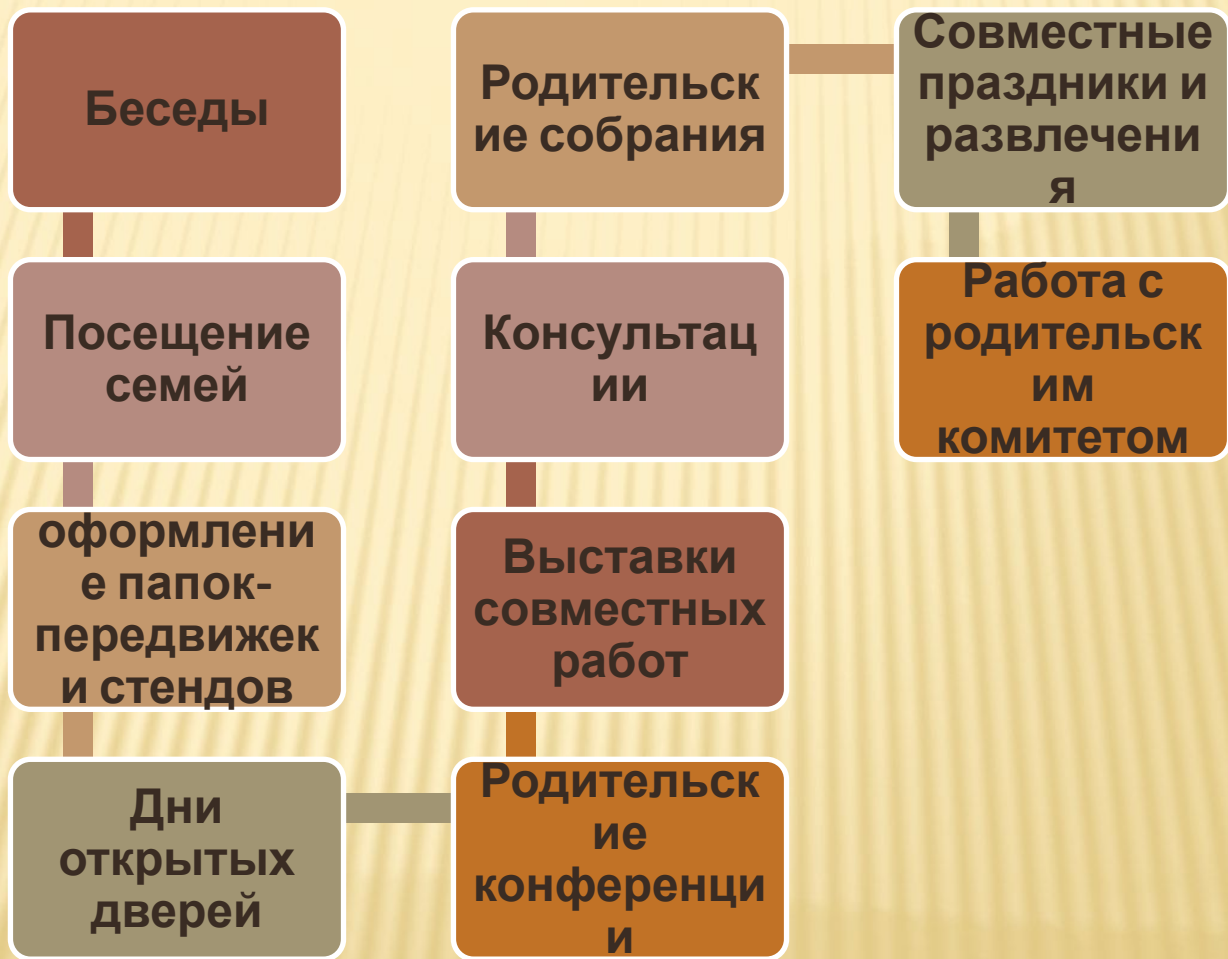 Беседы
Посещение
семей
оформлени
е папок-
передвижек
и стендов
Дни
открытых
дверей
Родительск
ие
конференци
и
Выставки
совместных
работ
Консультац
ии
Родительск
ие собрания
Совместные
праздники и
развлечени
я
Работа с
родительск
им
комитетом